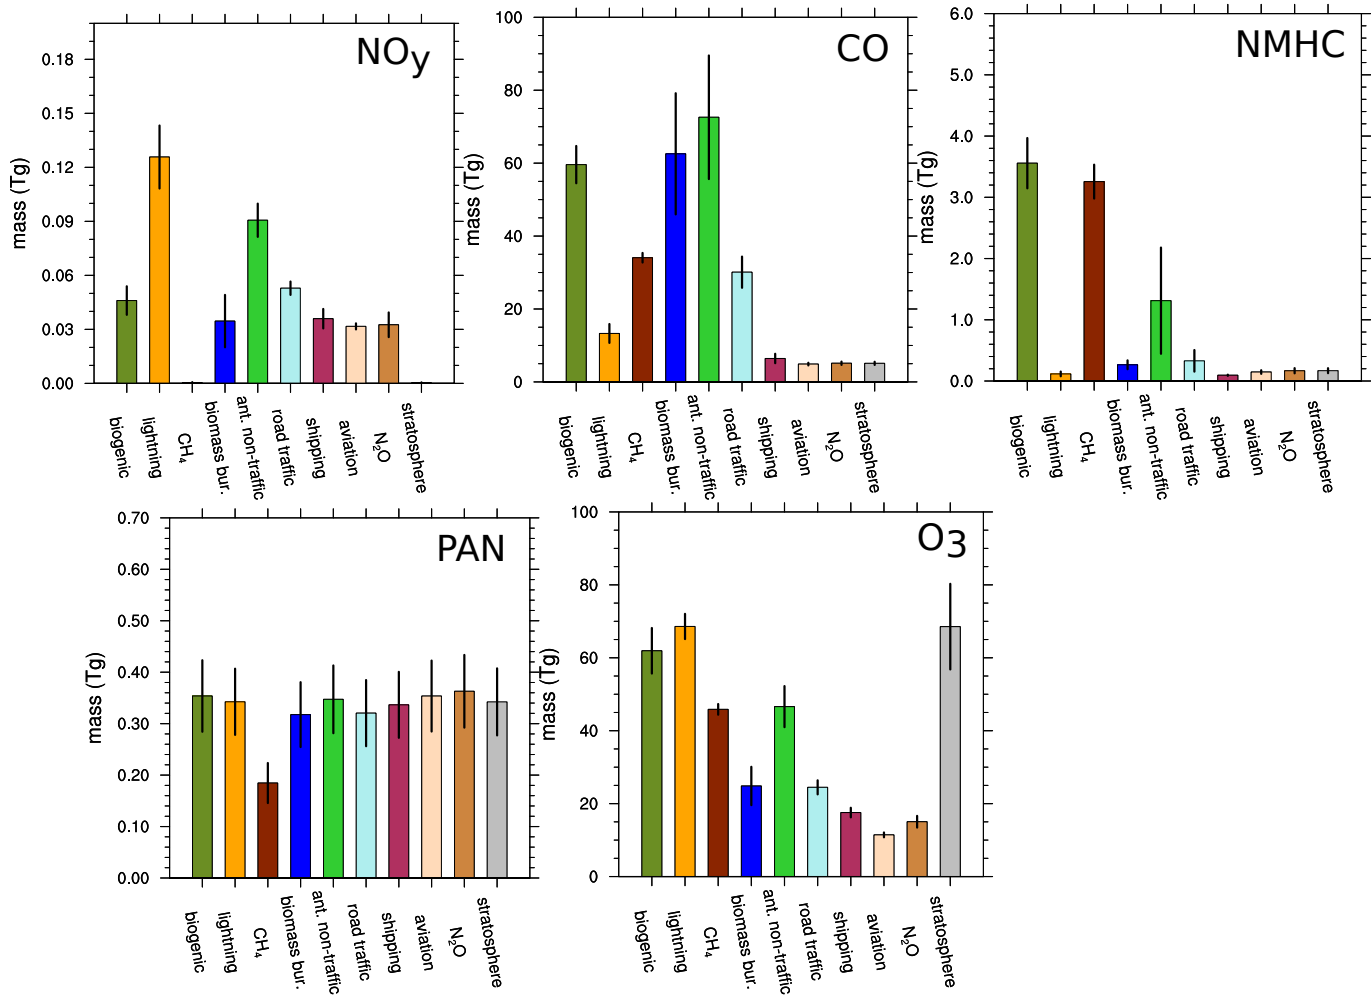 NOy
mass (Tg)
0.18
0.15
0.12
0.09
0.06
0.03
0.00
biogenic
lightning
CH₄
biomass bur.
ant. non-traffic
road traffic
shipping
aviation
N₂O
stratosphere
CO
mass (Tg)
100
80
60
40
20
0
biogenic
lightning
CH₄
biomass bur.
ant. non-traffic
road traffic
shipping
aviation
N₂O
stratosphere
NMHC
mass (Tg)
6.0
5.0
4.0
3.0
2.0
1.0
0.0
biogenic
lightning
CH₄
biomass bur.
ant. non-traffic
road traffic
shipping
aviation
N₂O
stratosphere
PAN
mass (Tg)
0.70
0.60
0.50
0.40
0.30
0.20
0.10
0.00
biogenic
lightning
CH₄
biomass bur.
ant. non-traffic
road traffic
shipping
aviation
N₂O
stratosphere
O₃
mass (Tg)
100
80
60
40
20
0
biogenic
lightning
CH₄
biomass bur.
ant. non-traffic
road traffic
shipping
aviation
N₂O
stratosphere